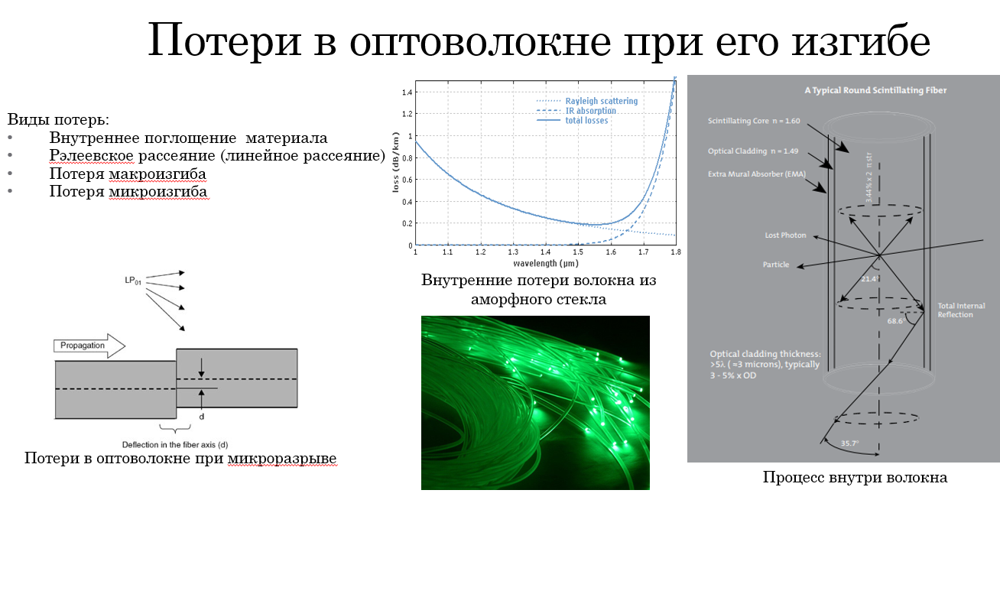 Потери в оптоволокне при его изгибе
Виды потерь:
• Внутреннее поглощение материала
• Рэлеевское рассеяние (линейное рассеяние)
• Потеря макроизгиба
• Потеря микроизгиба
LP01
Propagation
d
Deflection in the fiber axis (d)
Потери в оптоволокне при микроразрыве
loss (dB/km)
1.4
1.2
1
0.8
0.6
0.4
0.2
0
Rayleigh scattering
IR absorption
total losses
1 1.1 1.2 1.3 1.4 1.5 1.6 1.7 1.8
wavelength (µm)
Внутренние потери волокна из
аморфного стекла
A Typical Round Scintillating Fiber
Scintillating Core n = 1.60
Optical Cladding n = 1.49
Extra Mural Absorber (EMA)
3.44% x 2 π str
Lost Photon
Particle
21.4°
Total Internal
Reflection
68.6°
Optical cladding thickness:
>5λ ( ≈3 microns), typically
3 - 5% x OD
35.7°
Процесс внутри волокна